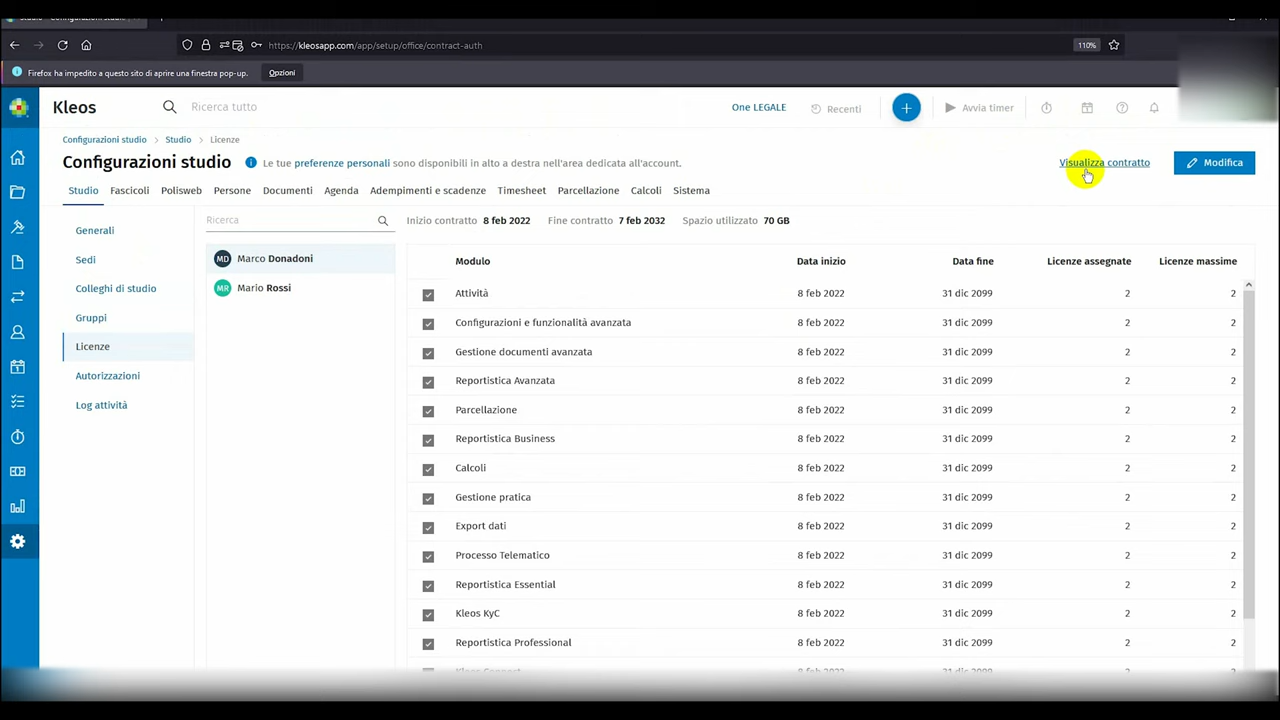 https://kleosapp.com/app/setup/office/contract-auth
110%
Firefox ha impedito a questo sito di aprire una finestra pop-up.
Opzioni
Kleos
Ricerca tutto
One LEGALE
Recenti
+
Avvia timer
Configurazioni studio > Studio > Licenze
Configurazioni studio
Le tue preferenze personali sono disponibili in alto a destra nell'area dedicata all'account.
Visualizza contratto
Modifica
Studio Fascicoli Polisweb Persone Documenti Agenda Adempimenti e scadenze Timesheet Parcellazione Calcoli Sistema
Generali
Sedi
Colleghi di studio
Gruppi
Licenze
Autorizzazioni
Log attività
Ricerca
MD Marco Donadoni
MR Mario Rossi
Inizio contratto 8 feb 2022 Fine contratto 7 feb 2032 Spazio utilizzato 70 GB
Modulo Data inizio Data fine Licenze assegnate Licenze massime
Attività 8 feb 2022 31 dic 2099 2 2
Configurazioni e funzionalità avanzata 8 feb 2022 31 dic 2099 2 2
Gestione documenti avanzata 8 feb 2022 31 dic 2099 2 2
Reportistica Avanzata 8 feb 2022 31 dic 2099 2 2
Parcellazione 8 feb 2022 31 dic 2099 2 2
Reportistica Business 8 feb 2022 31 dic 2099 2 2
Calcoli 8 feb 2022 31 dic 2099 2 2
Gestione pratica 8 feb 2022 31 dic 2099 2 2
Export dati 8 feb 2022 31 dic 2099 2 2
Processo Telematico 8 feb 2022 31 dic 2099 2 2
Reportistica Essential 8 feb 2022 31 dic 2099 2 2
Kleos KyC 8 feb 2022 31 dic 2099 2 2
Reportistica Professional 8 feb 2022 31 dic 2099 2 2